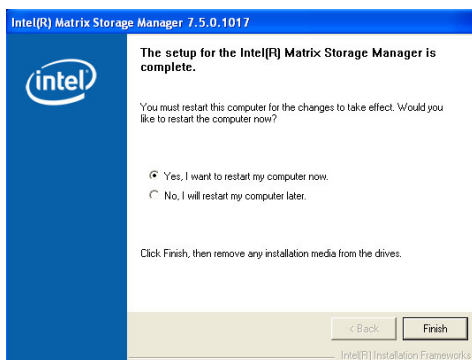 Intel(R) Matrix Storage Manager 7.5.0.1017
intel
The setup for the Intel(R) Matrix Storage Manager is
complete.
You must restart this computer for the changes to take effect. Would you
like to restart the computer now?
Yes, I want to restart my computer now.
No, I will restart my computer later.
Click Finish, then remove any installation media from the drives.
< Back
Finish
Intel(R) Installation Frameworks